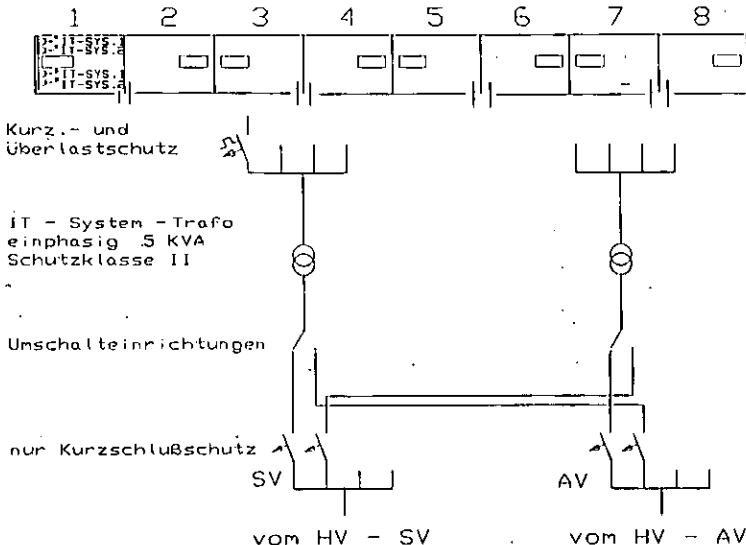 1 2 3 4 5 6 7 8
IT-SYS.1
IT-SYS.2
IT-SYS.1
IT-SYS.2
Kurz.- und
Überlastschutz
IT - System - Trafo
einphasig .5 KVA
Schutzklasse II
Umschalteinrichtungen
nur Kurzschlußschutz
SV
AV
vom HV - SV
vom HV - AV